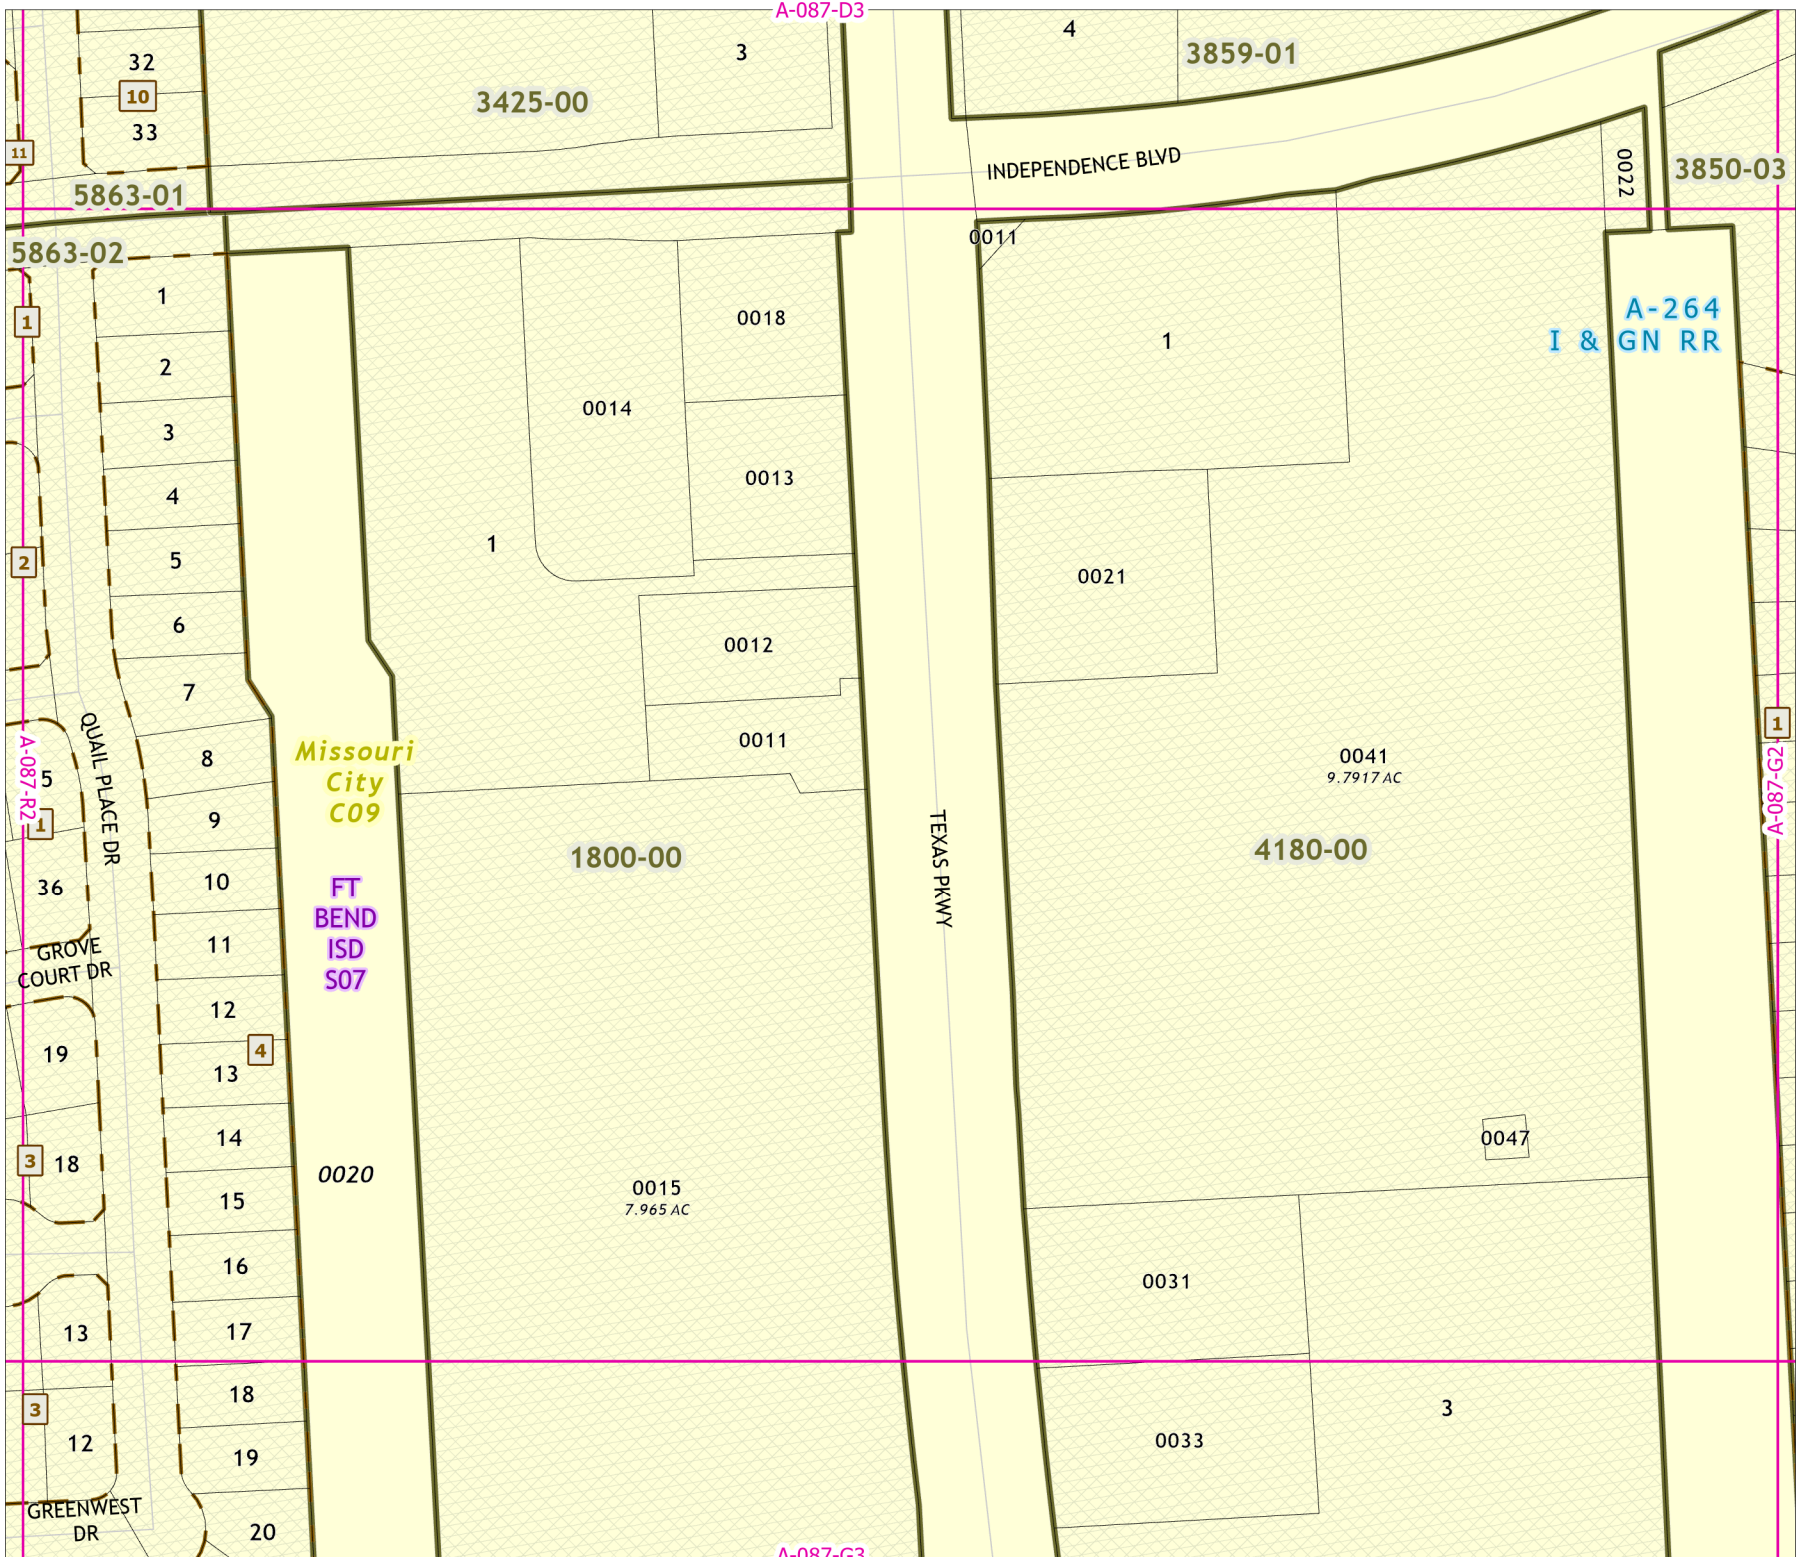 A-087-D3
32
10
33
11
5863-01
3425-00
3
4
3859-01
INDEPENDENCE BLVD
0022
3850-03
5863-02
0011
A-264
I & GN RR
1
1
2
3
4
5
6
7
8
9
10
11
12
13
14
15
16
17
18
19
20
2
QUAIL PLACE DR
A-087-R2
5
1
36
GROVE
COURT DR
19
3
18
13
3
12
GREENWEST
DR
4
Missouri
City
C09
FT
BEND
ISD
S07
0020
1
0014
0018
0013
0012
0011
1800-00
0015
7.965 AC
TEXAS PKWY
1
0021
0041
9.7917 AC
4180-00
0047
0031
0033
3
1
A-087-G2
A-087-G3